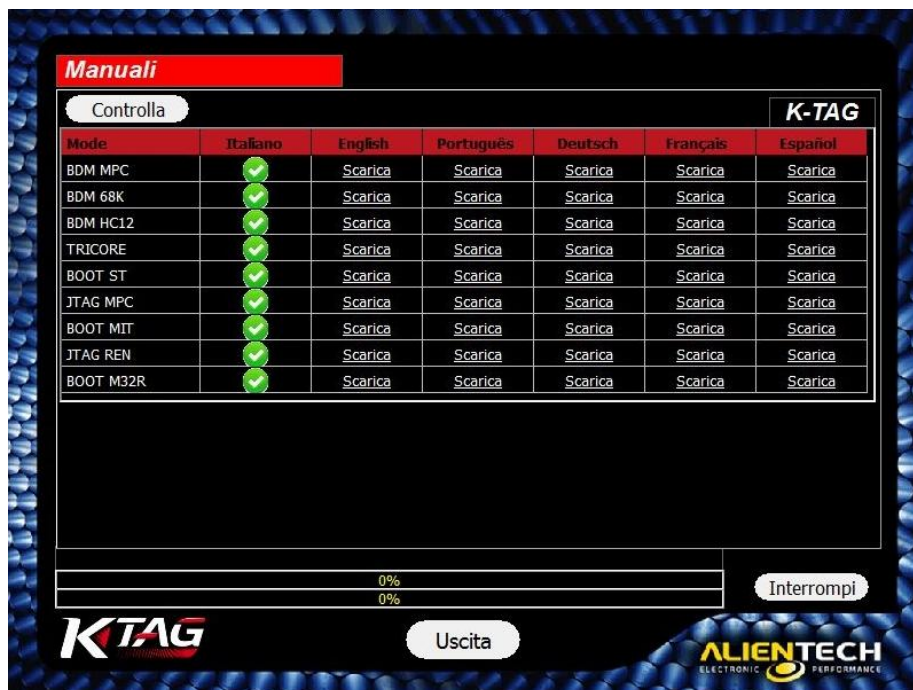 Manuali
Controlla
K-TAG
Mode Italiano English Português Deutsch Français Español
BDM MPC Scarica Scarica Scarica Scarica Scarica
BDM 68K Scarica Scarica Scarica Scarica Scarica
BDM HC12 Scarica Scarica Scarica Scarica Scarica
TRICORE Scarica Scarica Scarica Scarica Scarica
BOOT ST Scarica Scarica Scarica Scarica Scarica
JTAG MPC Scarica Scarica Scarica Scarica Scarica
BOOT MIT Scarica Scarica Scarica Scarica Scarica
JTAG REN Scarica Scarica Scarica Scarica Scarica
BOOT M32R Scarica Scarica Scarica Scarica Scarica
0%
0%
Interrompi
KTAG
Uscita
ALIENTECH
ELECTRONIC PERFORMANCE